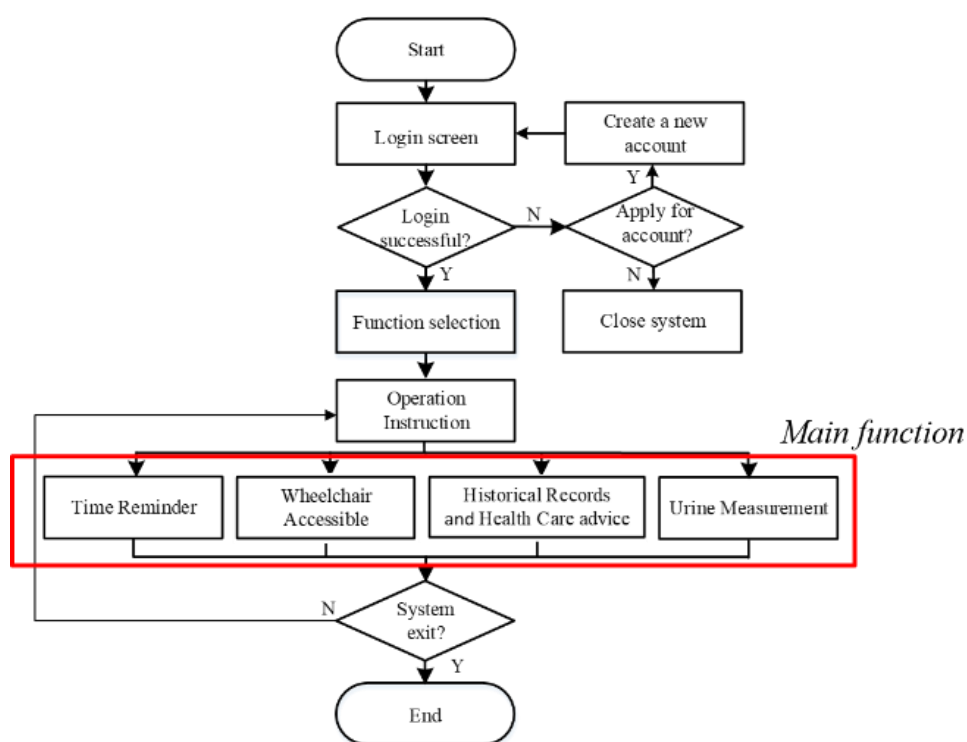 Start
Login screen
Create a new
account
Y
Login
successful?
N
Apply for
account?
Y
N
Function selection
Close system
Operation
Instruction
Main function
Time Reminder
Wheelchair
Accessible
Historical Records
and Health Care advice
Urine Measurement
N
System
exit?
Y
End